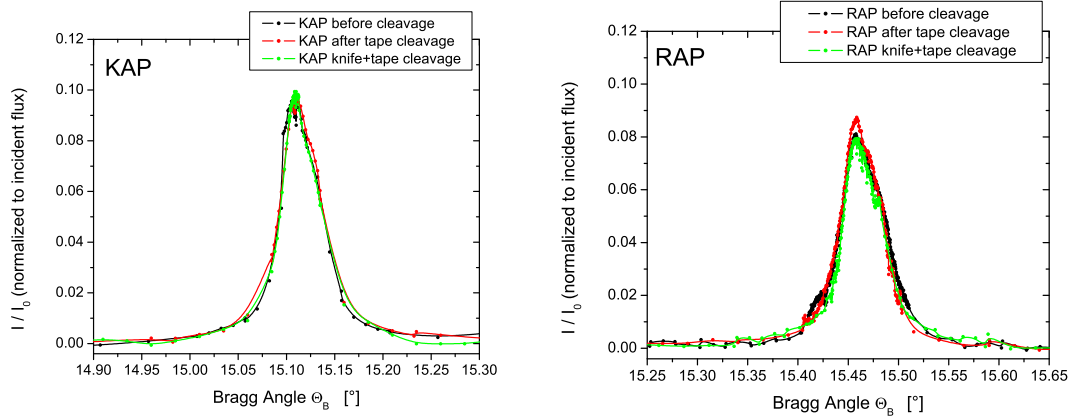 KAP before cleavage
KAP after tape cleavage
KAP knife+tape cleavage
KAP
0.12
0.10
0.08
0.06
0.04
0.02
0.00
I / I₀ (normalized to incident flux)
14.90 14.95 15.00 15.05 15.10 15.15 15.20 15.25 15.30
Bragg Angle Θ_B [°]
RAP before cleavage
RAP after tape cleavage
RAP knife+tape cleavage
RAP
0.12
0.10
0.08
0.06
0.04
0.02
0.00
I / I₀ (normalized to incident flux)
15.25 15.30 15.35 15.40 15.45 15.50 15.55 15.60 15.65
Bragg Angle Θ_B [°]